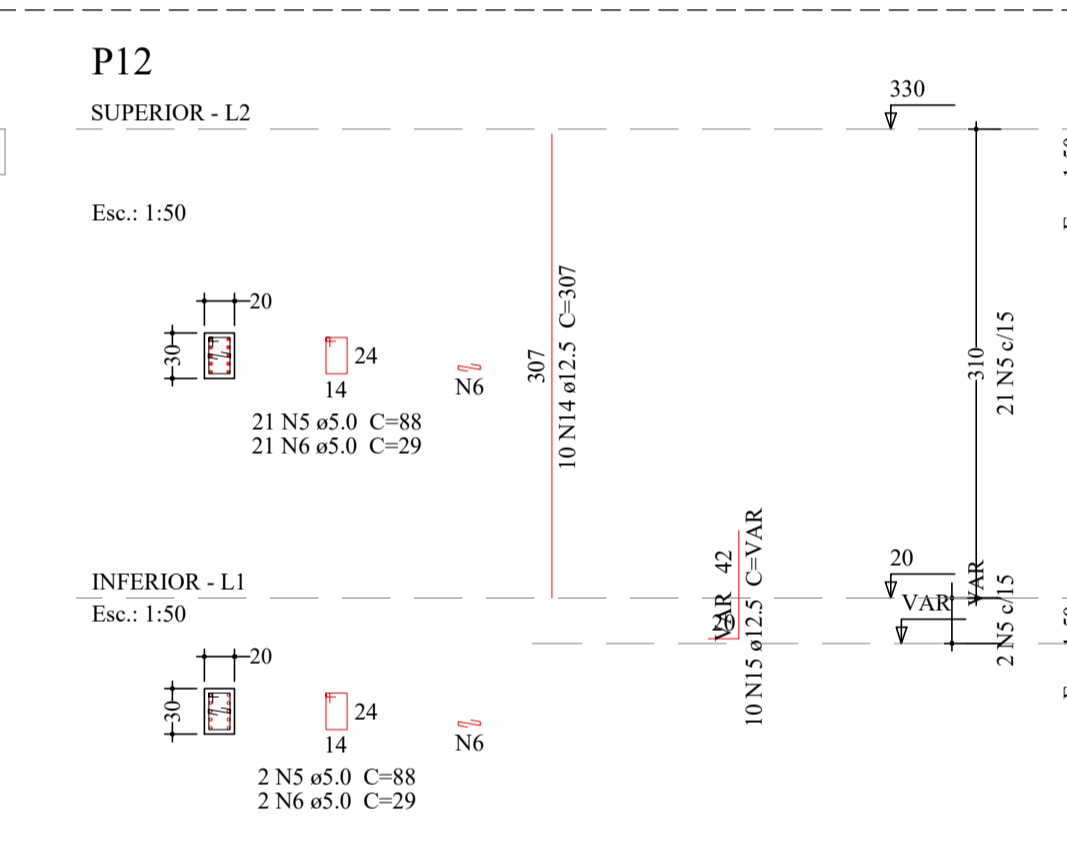 P12
SUPERIOR - L2
330
Esc.: 1:50
20
30
24
14
N6
21 N5 ø5.0 C=88
21 N6 ø5.0 C=29
307
10 N14 ø12.5 C=307
310
21 N5 c/15
INFERIOR - L1
Esc.: 1:50
VAR 42
10 N15 ø12.5 C=VAR
20
VAR
VAR
2 N5 c/15
20
30
24
14
N6
2 N5 ø5.0 C=88
2 N6 ø5.0 C=29